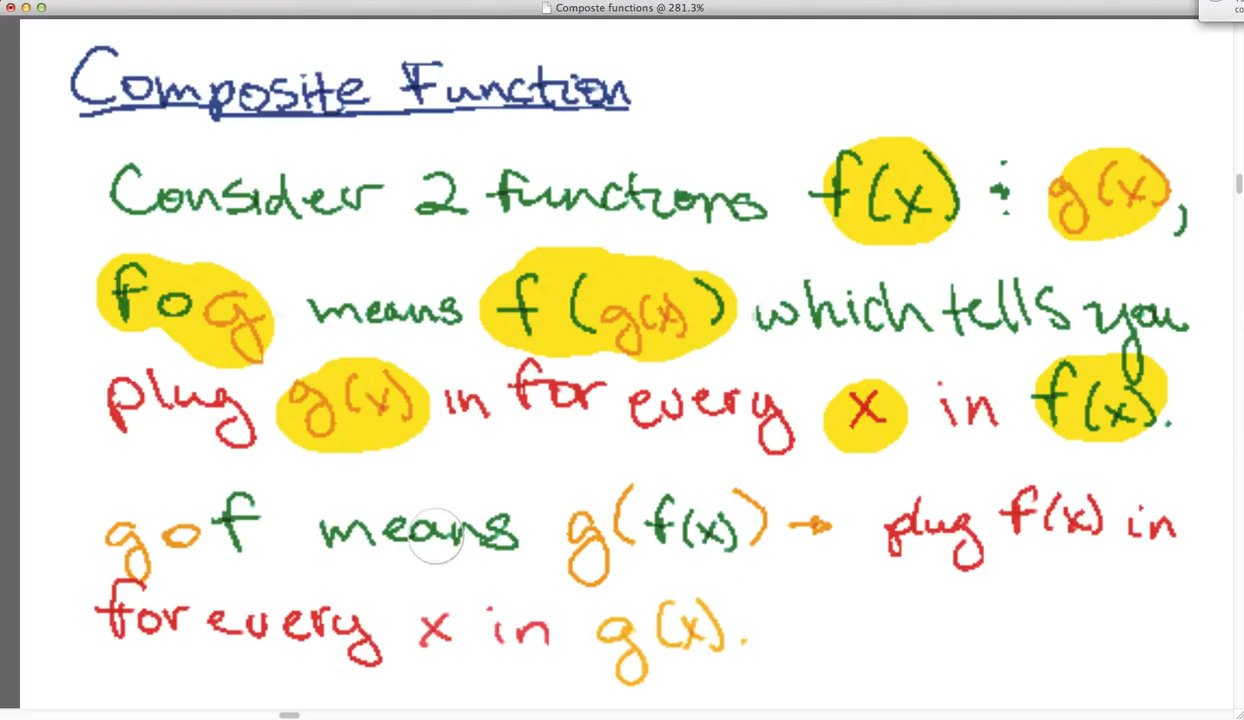 Composte functions @ 281.3%
Composite Function
Consider 2 functions f(x) ÷ g(x),
fog means f(g(x)) which tells you
plug g(x) in for every x in f(x).
gof means g(f(x)) → plug f(x) in
for every x in g(x).